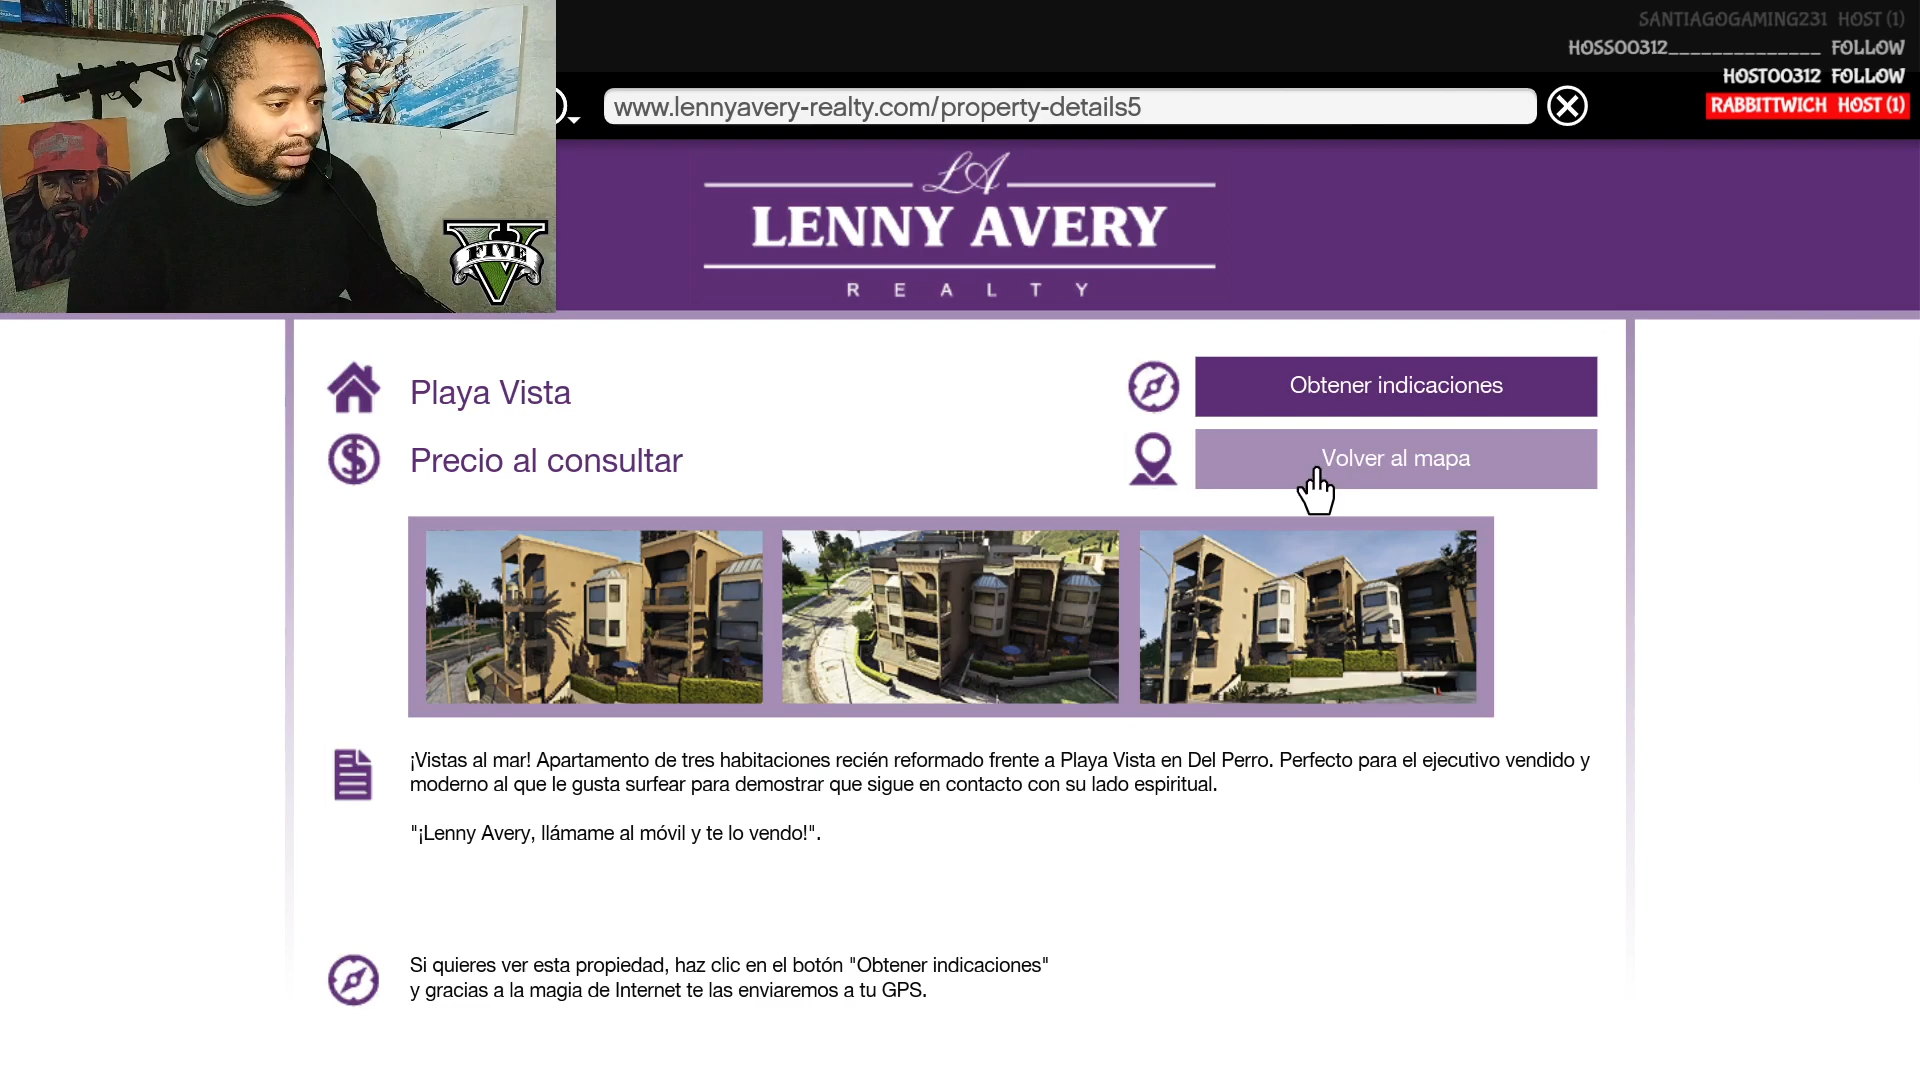 SANTIAGOGAMING231 HOST (1)
HOSSO0312______________ FOLLOW
HOSTO0312 FOLLOW
RABBITTWICH HOST (1)
www.lennyavery-realty.com/property-details5
LA
LENNY AVERY
REALTY
FIVE
V
Playa Vista
Obtener indicaciones
Precio al consultar
Volver al mapa
¡Vistas al mar! Apartamento de tres habitaciones recién reformado frente a Playa Vista en Del Perro. Perfecto para el ejecutivo vendido y
moderno al que le gusta surfear para demostrar que sigue en contacto con su lado espiritual.
"¡Lenny Avery, llámame al móvil y te lo vendo!".
Si quieres ver esta propiedad, haz clic en el botón "Obtener indicaciones"
y gracias a la magia de Internet te las enviaremos a tu GPS.